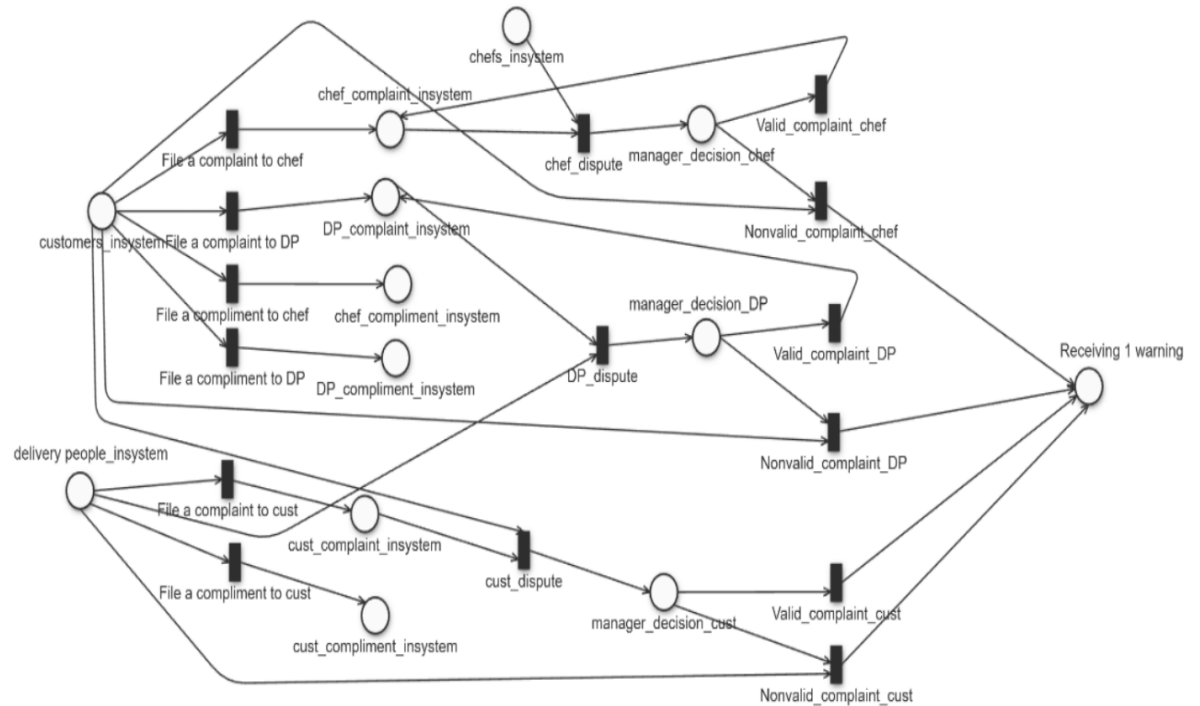 chefs_insystem
chef_complaint_insystem
Valid_complaint_chef
File a complaint to chef
chef_dispute
manager_decision_chef
customers_insystem
File a complaint to DP
DP_complaint_insystem
Nonvalid_complaint_chef
File a compliment to chef
chef_compliment_insystem
manager_decision_DP
Valid_complaint_DP
Receiving 1 warning
File a compliment to DP
DP_compliment_insystem
DP_dispute
delivery people_insystem
Nonvalid_complaint_DP
File a complaint to cust
cust_complaint_insystem
File a compliment to cust
cust_dispute
manager_decision_cust
Valid_complaint_cust
cust_compliment_insystem
Nonvalid_complaint_cust